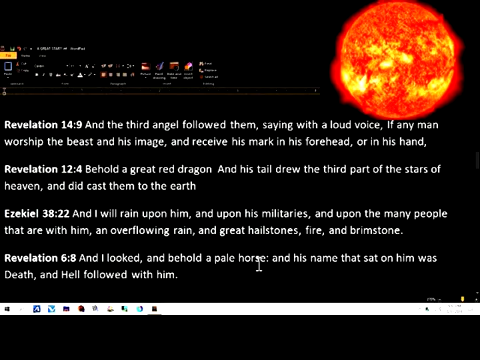 Revelation 14:9 And the third angel followed them, saying with a loud voice, If any man
worship the beast and his image, and receive his mark in his forehead, or in his hand,
Revelation 12:4 Behold a great red dragon  And his tail drew the third part of the stars of
heaven, and did cast them to the earth
Ezekiel 38:22 And I will rain upon him, and upon his militaries, and upon the many people
that are with him, an overflowing rain, and great hailstones, fire, and brimstone.
Revelation 6:8 And I looked, and behold a pale horse: and his name that sat on him was
Death, and Hell followed with him.